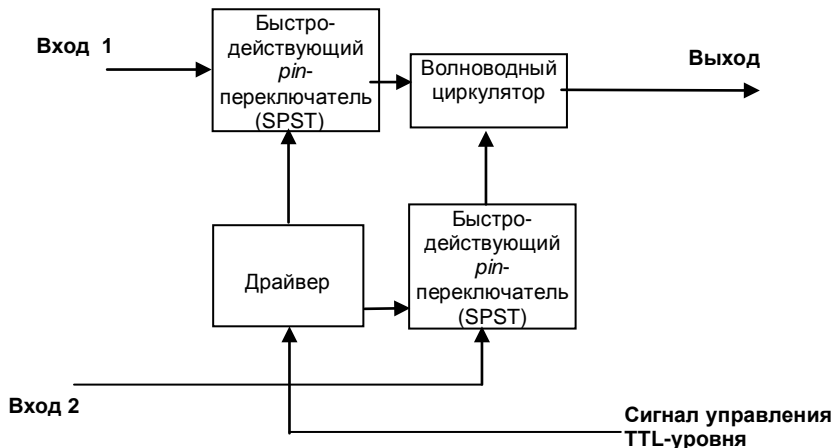 Быстро-
действующий
pin-
переключатель
(SPST)
Вход 1
Волноводный
циркулятор
Выход
Драйвер
Быстро-
действующий
pin-
переключатель
(SPST)
Вход 2
Сигнал управления
TTL-уровня